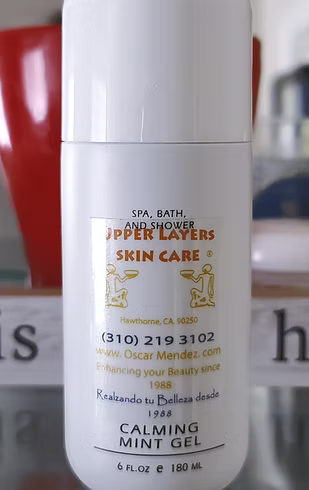 SPA, BATH,
AND SHOWER
UPPER LAYERS
SKIN CARE ®
Hawthorne, CA. 90250
(310) 219 3102
www. Oscar Mendez. com
Enhancing your Beauty since
1988
Realzando tu Belleza desde
1988
CALMING
MINT GEL
6 FL.OZ e 180 ML
is
h